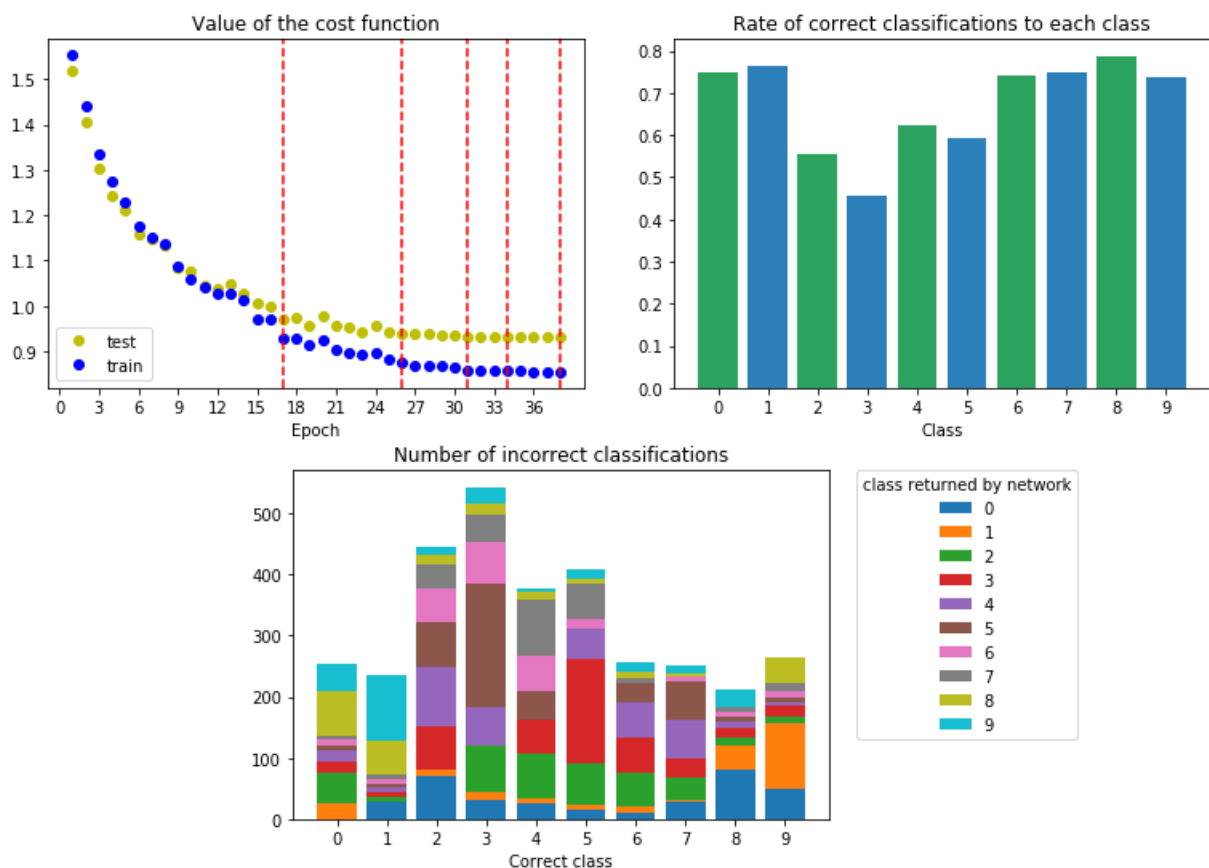 Value of the cost function
1.5
1.4
1.3
1.2
1.1
1.0
0.9
test
train
0 3 6 9 12 15 18 21 24 27 30 33 36
Epoch
Rate of correct classifications to each class
0.8
0.7
0.6
0.5
0.4
0.3
0.2
0.1
0.0
0 1 2 3 4 5 6 7 8 9
Class
Number of incorrect classifications
500
400
300
200
100
0
0 1 2 3 4 5 6 7 8 9
Correct class
class returned by network
0
1
2
3
4
5
6
7
8
9